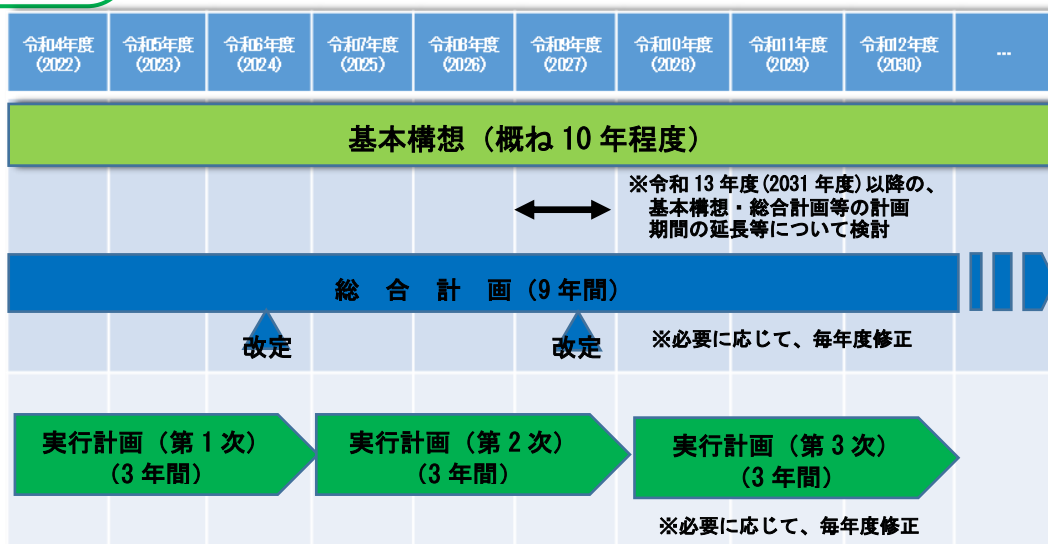 令和4年度 令和5年度 令和6年度 令和7年度 令和8年度 令和9年度 令和10年度 令和11年度 令和12年度 …
(2022) (2023) (2024) (2025) (2026) (2027) (2028) (2029) (2030)
基本構想（概ね 10 年程度）
※令和 13 年度(2031 年度)以降の、
基本構想・総合計画等の計画
期間の延長等について検討
総 合 計 画（9 年間）
改定 改定 ※必要に応じて、毎年度修正
実行計画（第 1 次） 実行計画（第 2 次） 実行計画（第 3 次）
（3 年間） （3 年間） （3 年間）
※必要に応じて、毎年度修正